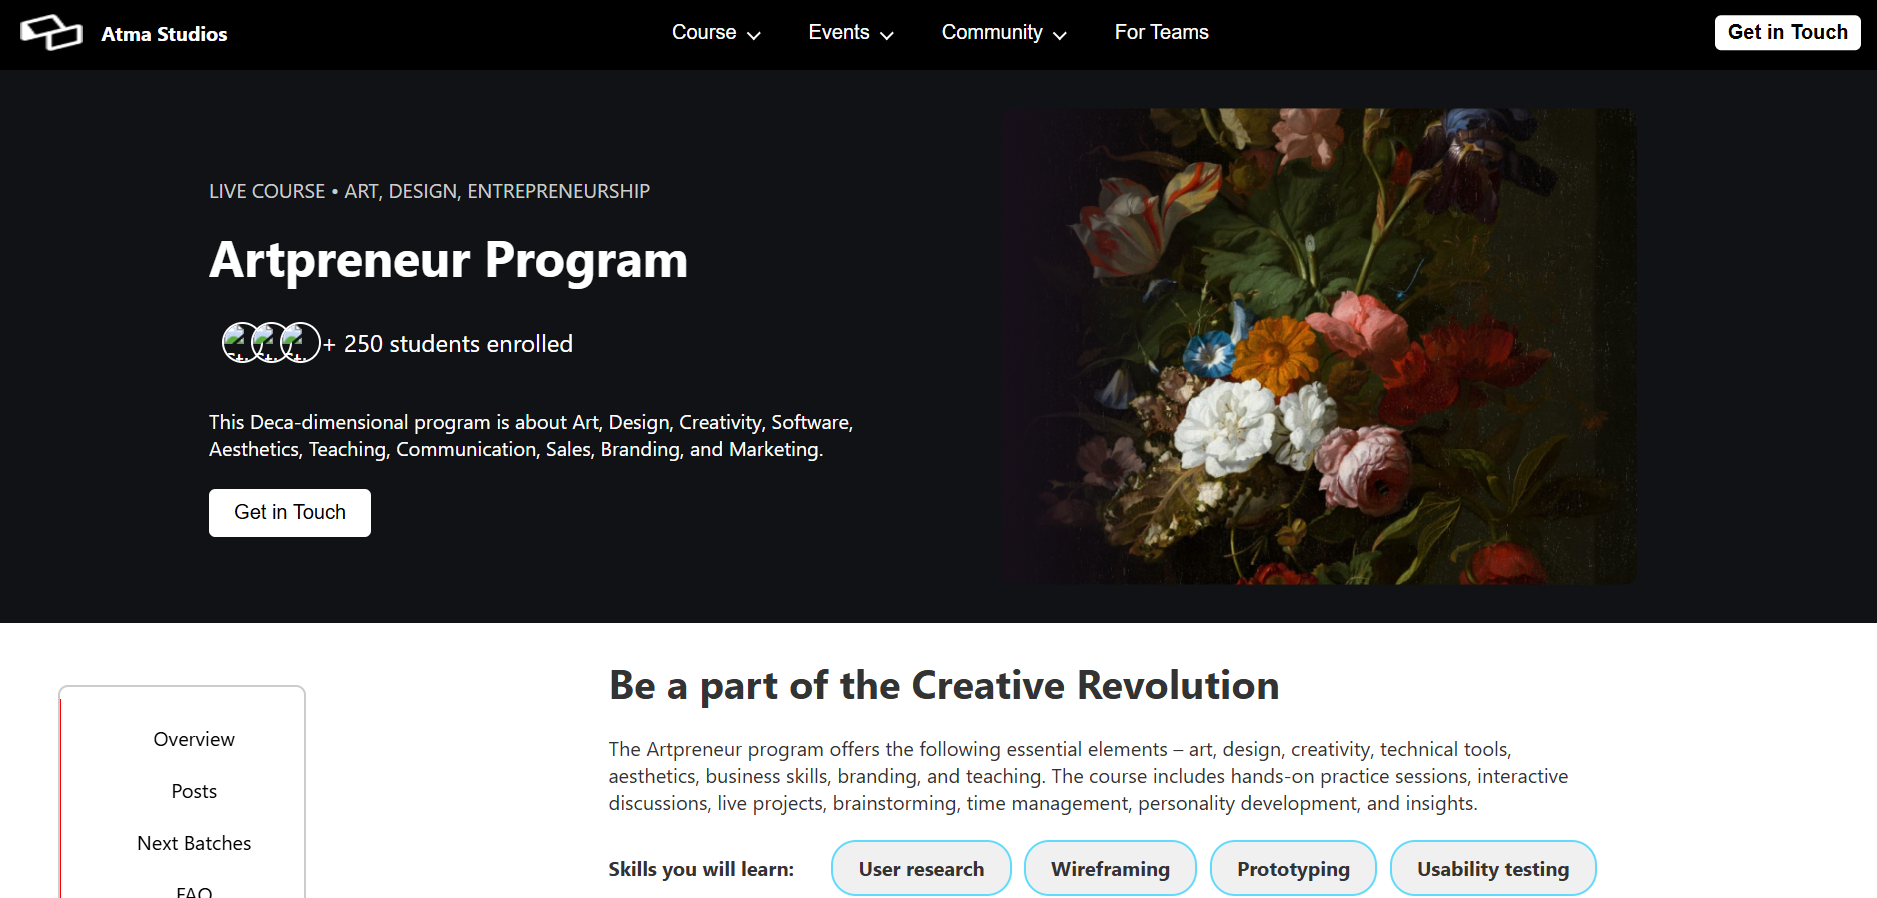 Atma Studios
Course
Events
Community
For Teams
Get in Touch
LIVE COURSE • ART, DESIGN, ENTREPRENEURSHIP
Artpreneur Program
+ 250 students enrolled
This Deca-dimensional program is about Art, Design, Creativity, Software,
Aesthetics, Teaching, Communication, Sales, Branding, and Marketing.
Get in Touch
Overview
Posts
Next Batches
FAQ
Be a part of the Creative Revolution
The Artpreneur program offers the following essential elements – art, design, creativity, technical tools,
aesthetics, business skills, branding, and teaching. The course includes hands-on practice sessions, interactive
discussions, live projects, brainstorming, time management, personality development, and insights.
Skills you will learn:
User research
Wireframing
Prototyping
Usability testing